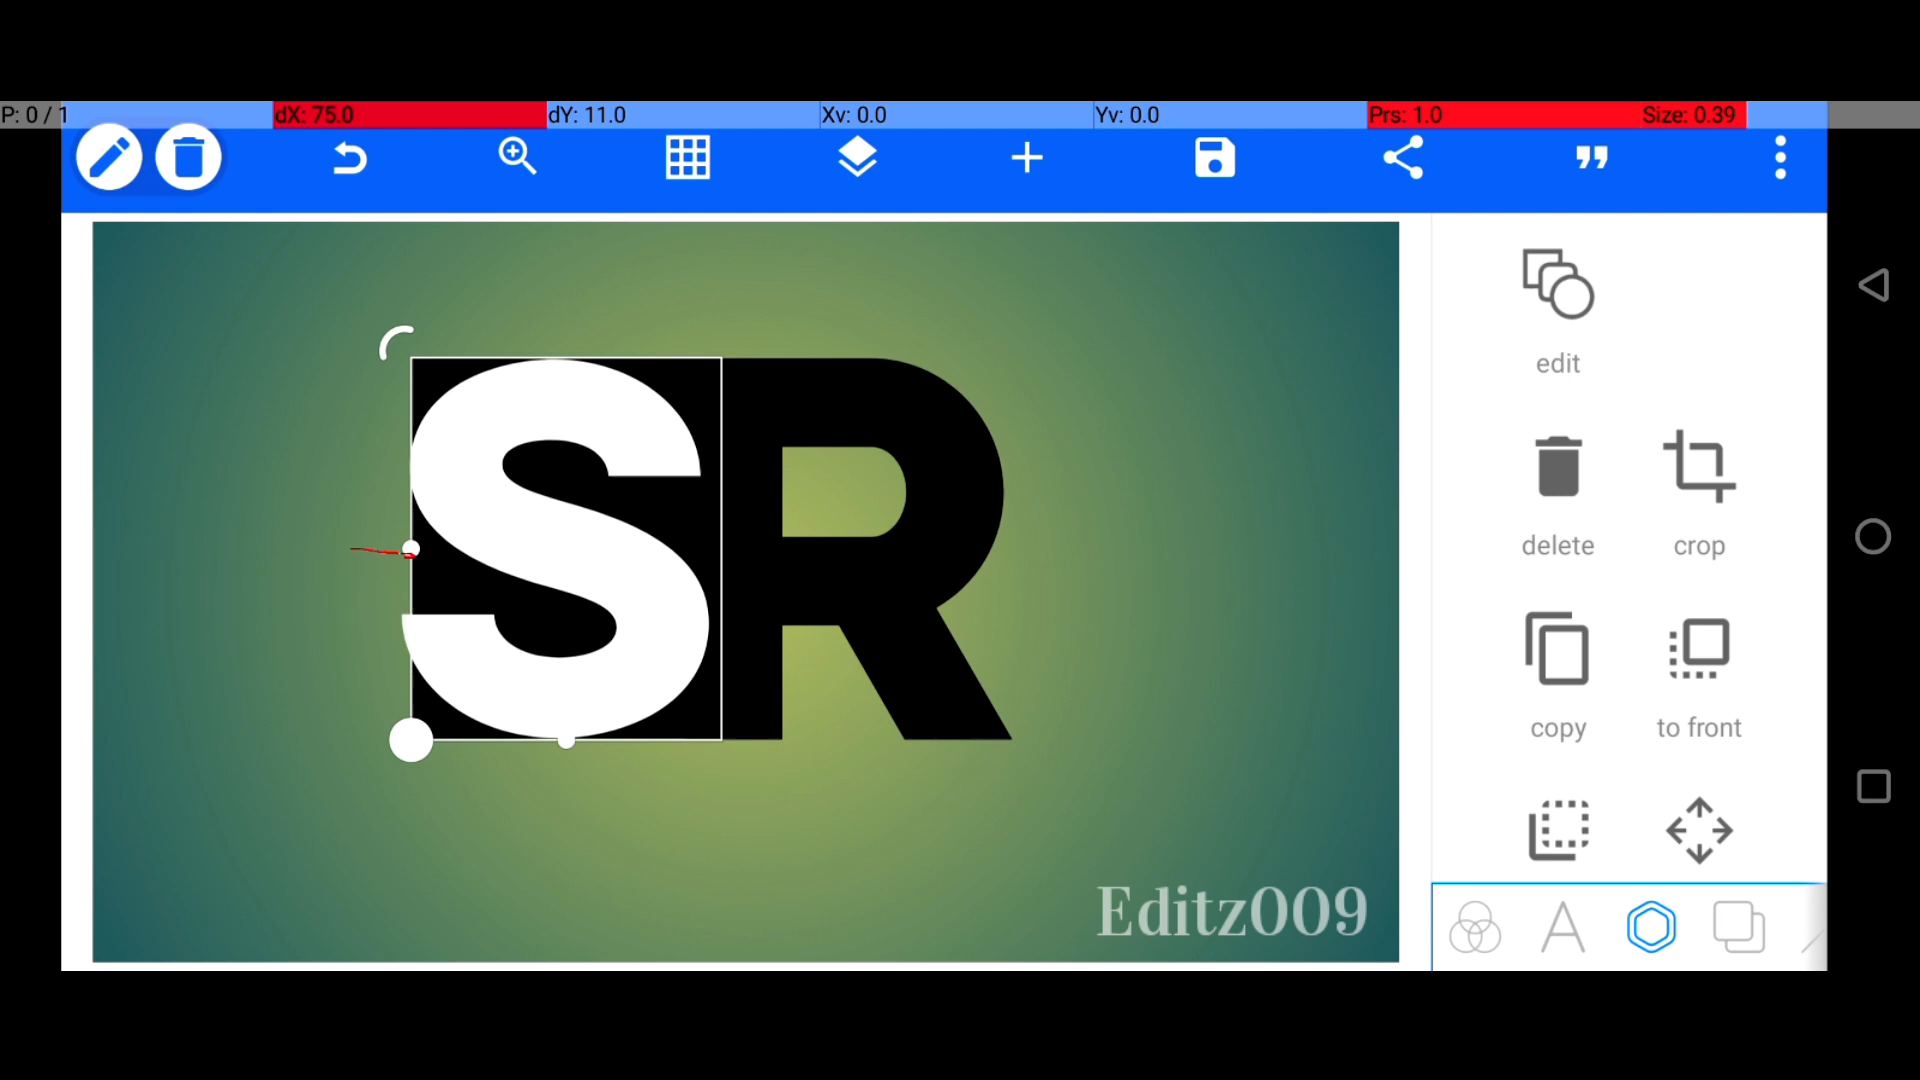 P: 0 / 1 dX: 75.0 dY: 11.0 Xv: 0.0 Yv: 0.0 Prs: 1.0 Size: 0.39
edit
SR
delete crop
copy to front
Editz009
A